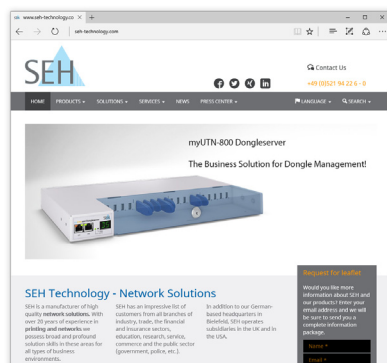 www.seh-technology.co
seh-technology.com
SEH
Contact Us
+49 (0)521 94 22 6 - 0
HOME PRODUCTS SOLUTIONS SERVICES NEWS PRESS CENTER LANGUAGE SEARCH
myUTN-800 Dongleserver
The Business Solution for Dongle Management!
SEH Technology - Network Solutions
SEH is a manufacturer of high
quality network solutions. With
over 20 years of experience in
printing and networks we
possess broad and profound
solution skills in these areas for
all types of business
environments.
SEH has an impressive list of
customers from all branches of
industry, trade, the financial
and insurance sectors,
education, research, service,
commerce and the public sector
(government, police, etc.).
In addition to our German-
based headquarters in
Bielefeld, SEH operates
subsidiaries in the UK and in
the USA.
Request for leaflet
Would you like more
information about SEH and
our products? Enter your
email address and we will
be sure to send you a
complete information
package.
Name *
Email *